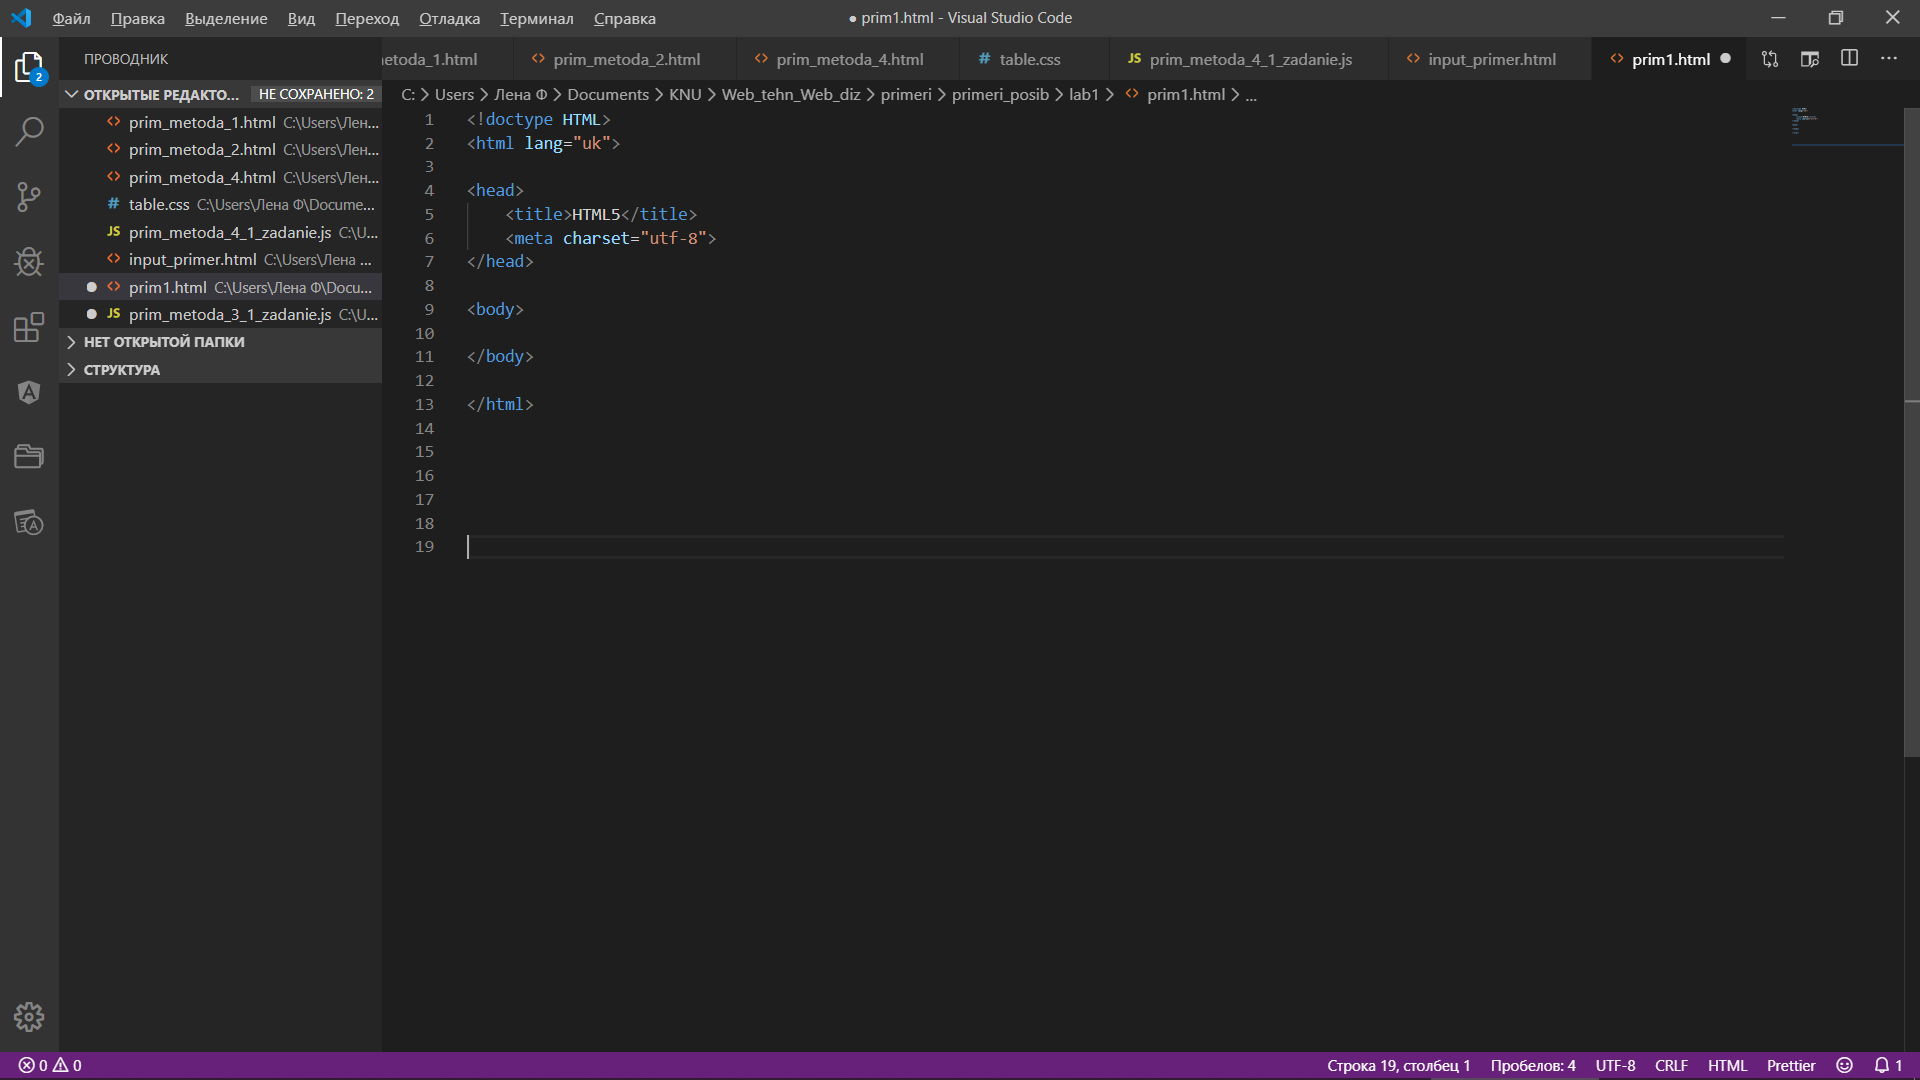 Файл Правка Выделение Вид Переход Отладка Терминал Справка
● prim1.html - Visual Studio Code
2
ПРОВОДНИК
ОТКРЫТЫЕ РЕДАКТО... НЕ СОХРАНЕНО: 2
prim_metoda_1.html C:\Users\Лен...
prim_metoda_2.html C:\Users\Лен...
prim_metoda_4.html C:\Users\Лен...
# table.css C:\Users\Лена Ф\Docume...
JS prim_metoda_4_1_zadanie.js C:\U...
input_primer.html C:\Users\Лена ...
● prim1.html C:\Users\Лена Ф\Docu...
● JS prim_metoda_3_1_zadanie.js C:\U...
НЕТ ОТКРЫТОЙ ПАПКИ
СТРУКТУРА
etoda_1.html prim_metoda_2.html prim_metoda_4.html # table.css JS prim_metoda_4_1_zadanie.js input_primer.html prim1.html ●
C: > Users > Лена Ф > Documents > KNU > Web_tehn_Web_diz > primeri > primeri_posib > lab1 > prim1.html > ...
1 <!doctype HTML>
2 <html lang="uk">
3
4 <head>
5 <title>HTML5</title>
6 <meta charset="utf-8">
7 </head>
8
9 <body>
10
11 </body>
12
13 </html>
14
15
16
17
18
19
0 0
Строка 19, столбец 1 Пробелов: 4 UTF-8 CRLF HTML Prettier 1